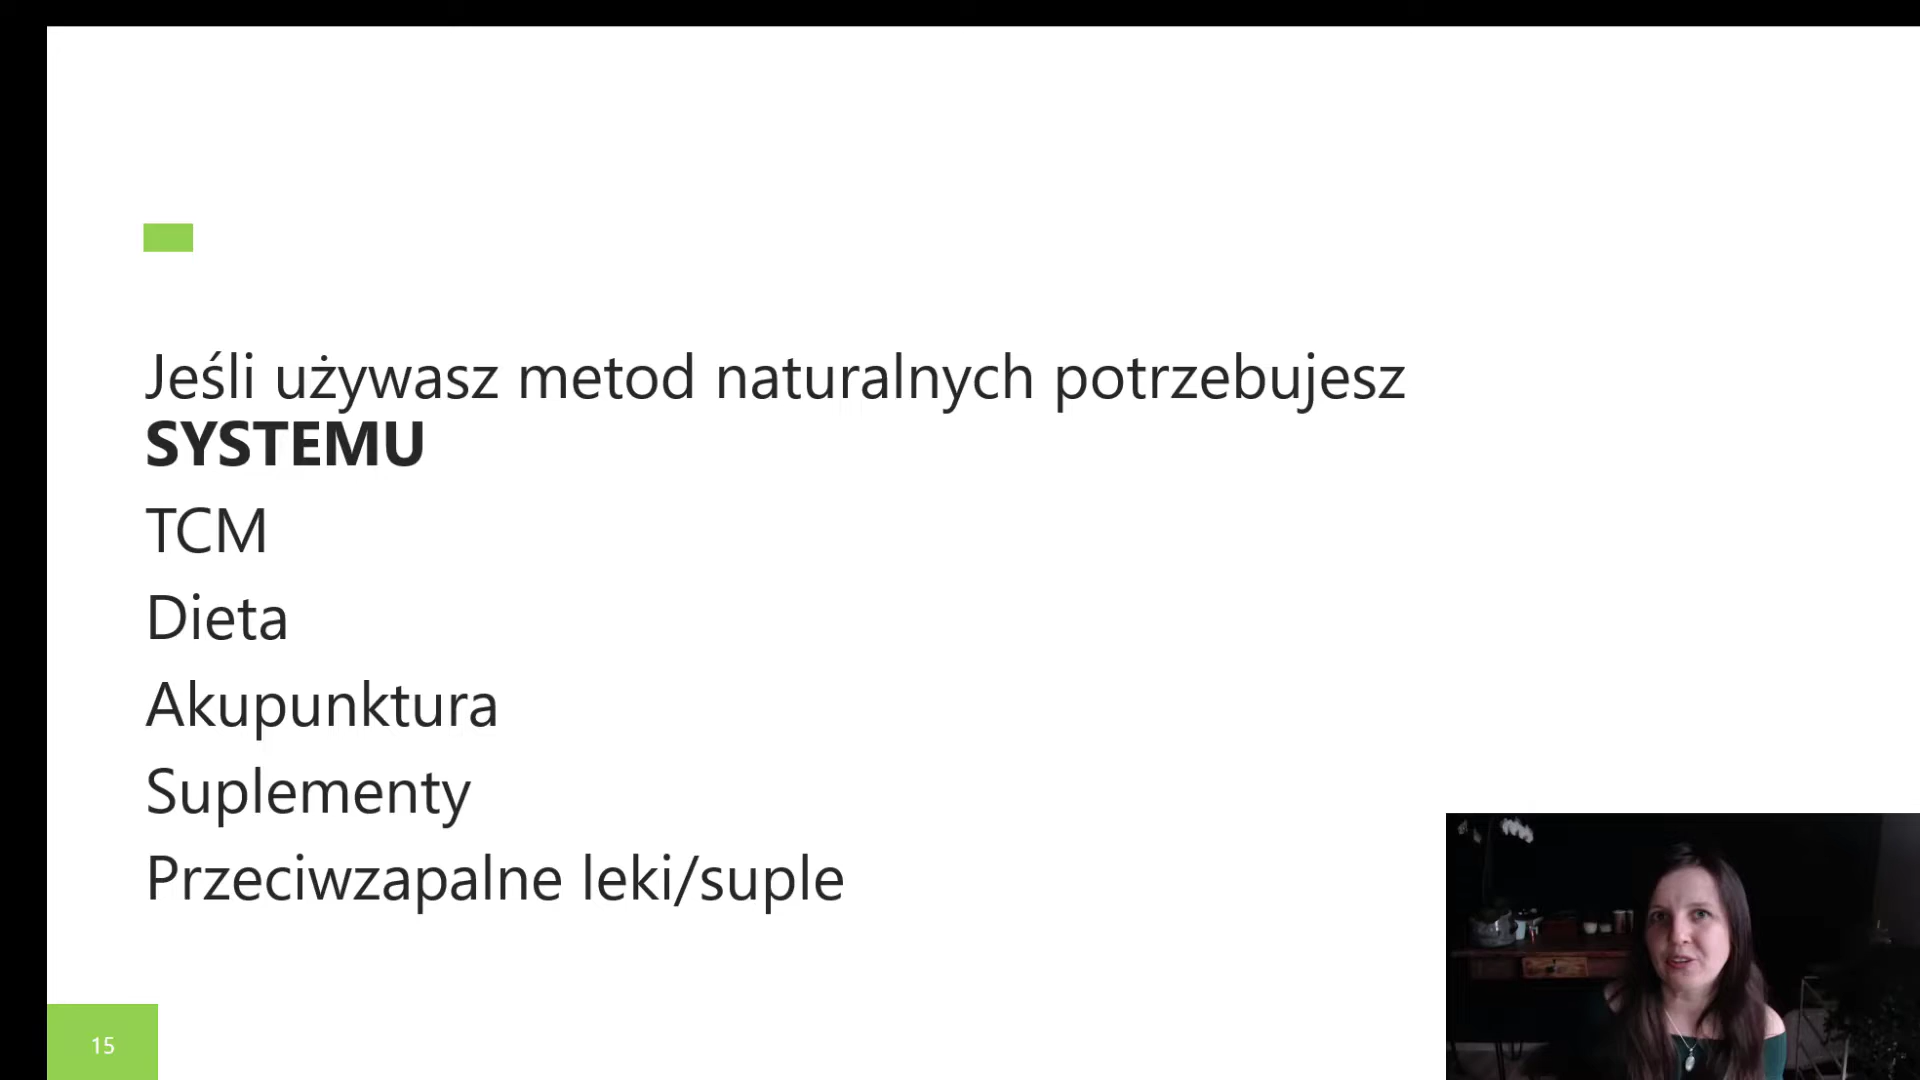 Jeśli używasz metod naturalnych potrzebujesz
SYSTEMU
TCM
Dieta
Akupunktura
Suplementy
Przeciwzapalne leki/suple
15